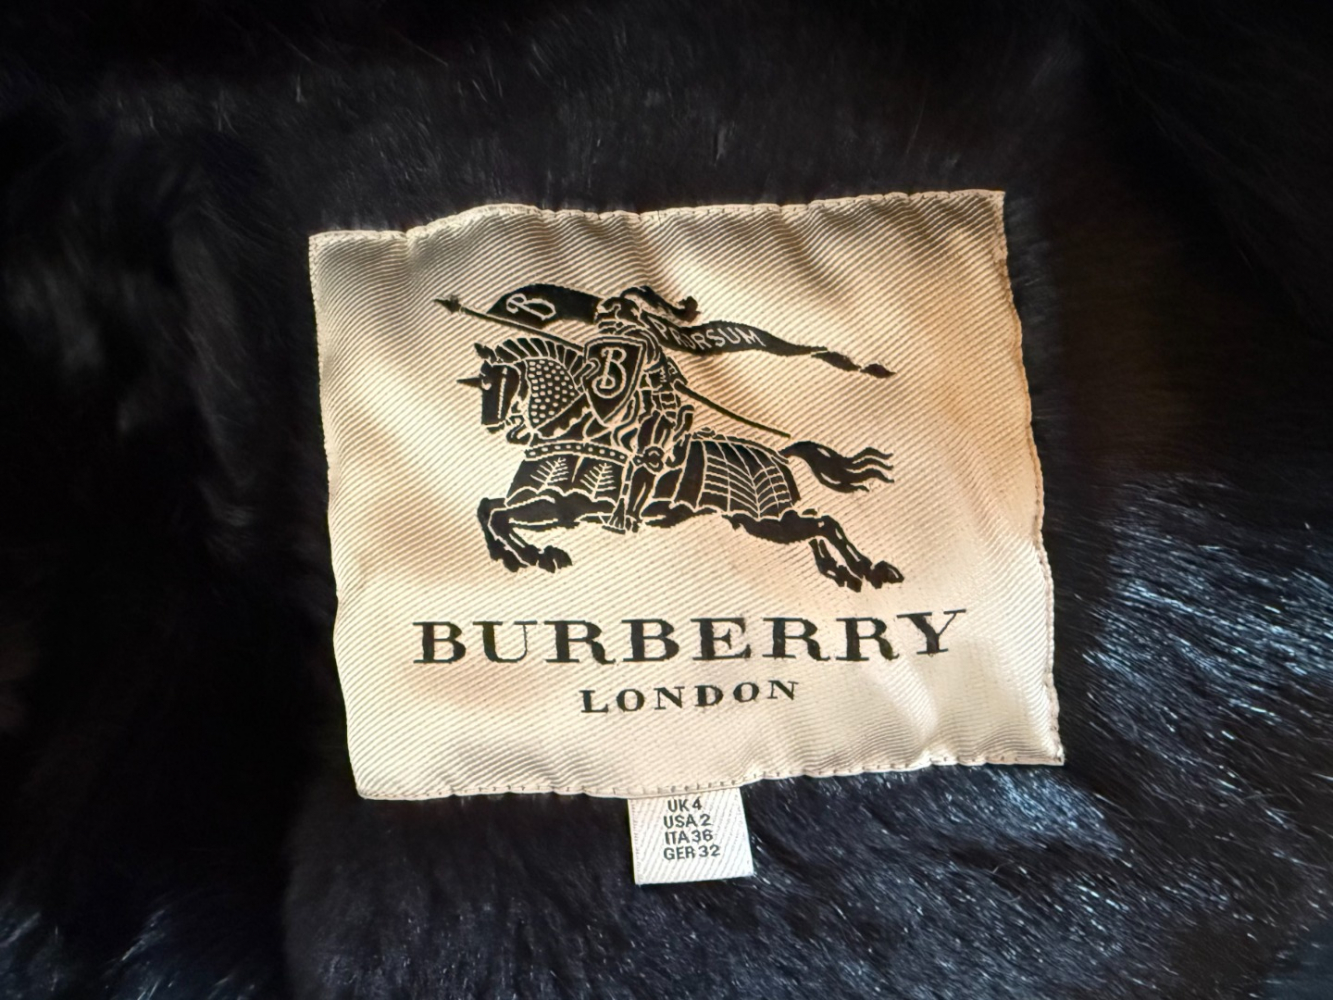 B
PRORSUM
B
BURBERRY
LONDON
UK 4
USA 2
ITA 36
GER 32